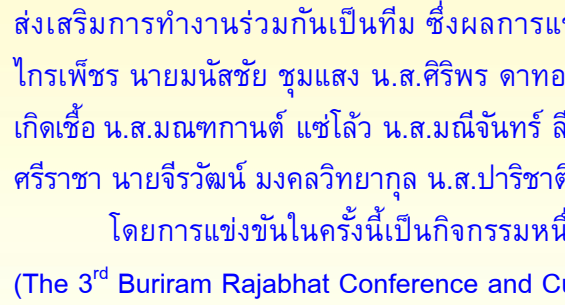 ส่งเสริมการทำงานร่วมกันเป็นทีม ซึ่งผลการแข
ไกรเพ็ชร นายมนัสชัย ชุมแสง น.ส.ศิริพร ดาทอ
เกิดเชื้อ น.ส.มณฑกานต์ แซ่โล้ว น.ส.มณีจันทร์ ลี
ศรีราชา นายจีรวัฒน์ มงคลวิทยากุล น.ส.ปาริชาติ
โดยการแข่งขันในครั้งนี้เป็นกิจกรรมหนึ่
(The 3rd Buriram Rajabhat Conference and Cu